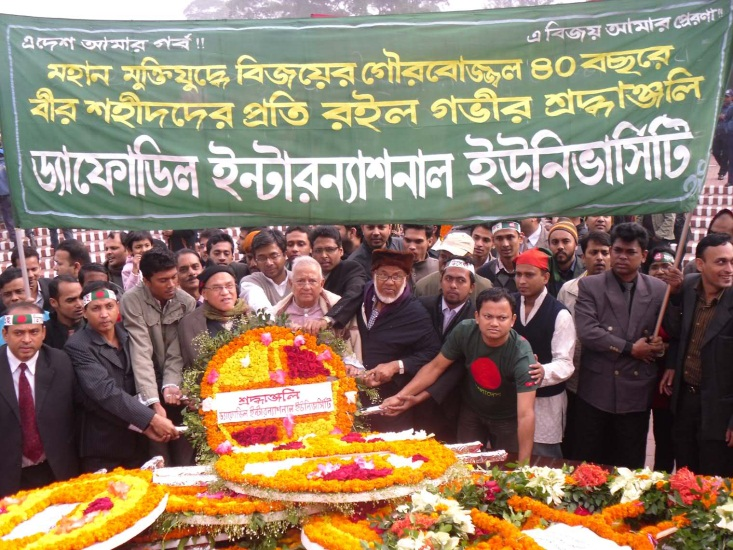 এদেশ আমার গর্ব !!
এ বিজয় আমার প্রেরণা !!
মহান মুক্তিযুদ্ধে বিজয়ের গৌরবোজ্জ্বল ৪০ বছরে
বীর শহীদদের প্রতি রইল গভীর শ্রদ্ধাঞ্জলি
ড্যাফোডিল ইন্টারন্যাশনাল ইউনিভার্সিটি
শ্রদ্ধাঞ্জলি
ড্যাফোডিল ইন্টারন্যাশনাল ইউনিভার্সিটি